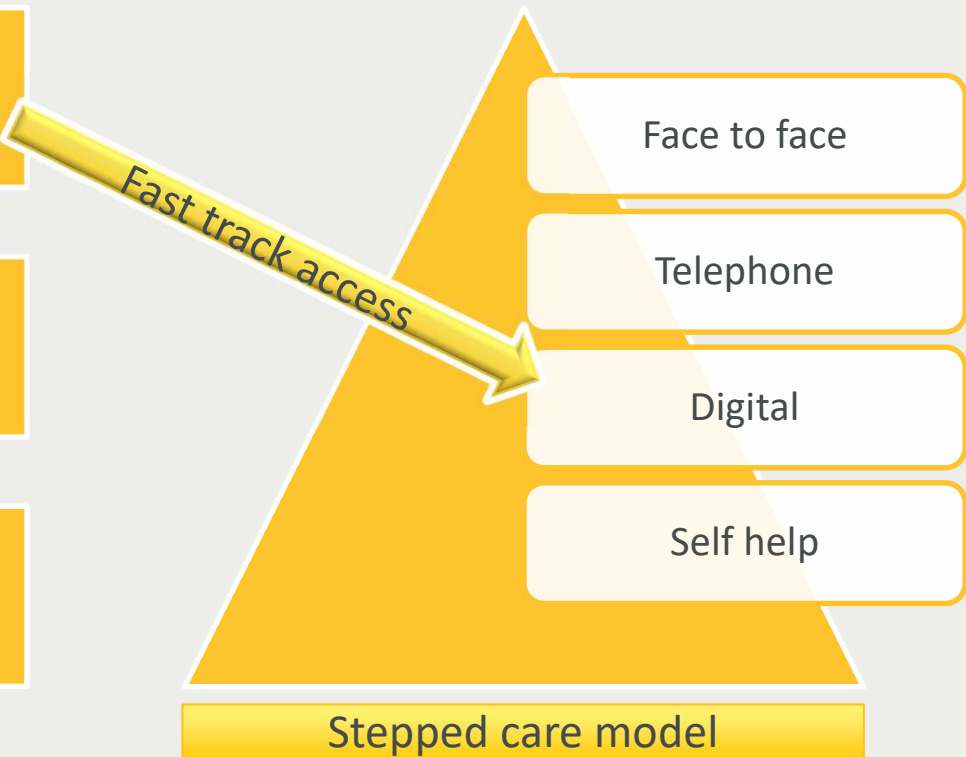 Face to face
Fast track access
Telephone
Digital
Self help
Stepped care model